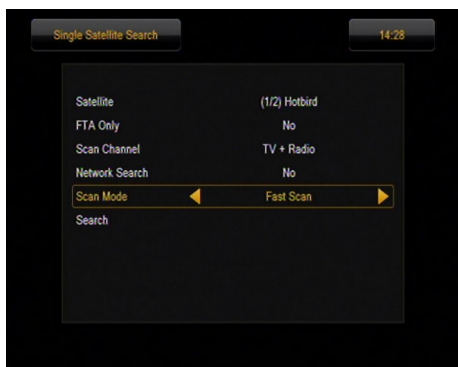 Single Satellite Search 14:28
Satellite (1/2) Hotbird
FTA Only No
Scan Channel TV + Radio
Network Search No
Scan Mode Fast Scan
Search